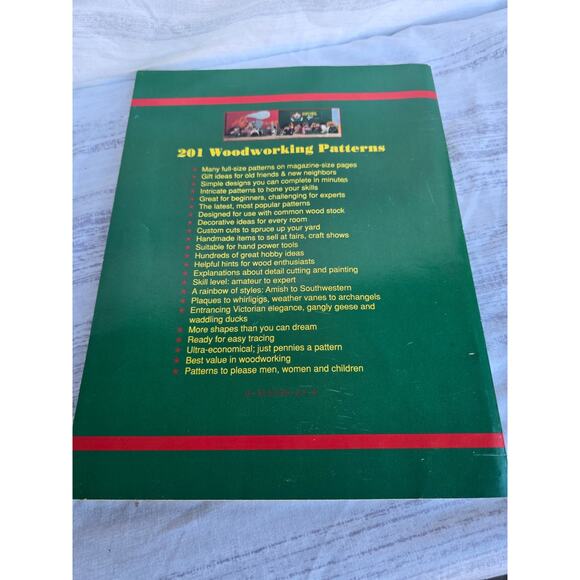 201 Woodworking Patterns
★ Many full-size patterns on magazine-size pages
★ Gift ideas for old friends & new neighbors
★ Simple designs you can complete in minutes
★ Intricate patterns to hone your skills
★ Great for beginners, challenging for experts
★ The latest, most popular patterns
★ Designed for use with common wood stock
★ Decorative ideas for every room
★ Custom cuts to spruce up your yard
★ Handmade items to sell at fairs, craft shows
★ Suitable for hand power tools
★ Hundreds of great hobby ideas
★ Helpful hints for wood enthusiasts
★ Explanations about detail cutting and painting
★ Skill level: amateur to expert
★ A rainbow of styles: Amish to Southwestern
★ Plaques to whirligigs, weather vanes to archangels
★ Entrancing Victorian elegance, gangly geese and
waddling ducks
★ More shapes than you can dream
★ Ready for easy tracing
★ Ultra-economical; just pennies a pattern
★ Best value in woodworking
★ Patterns to please men, women and children